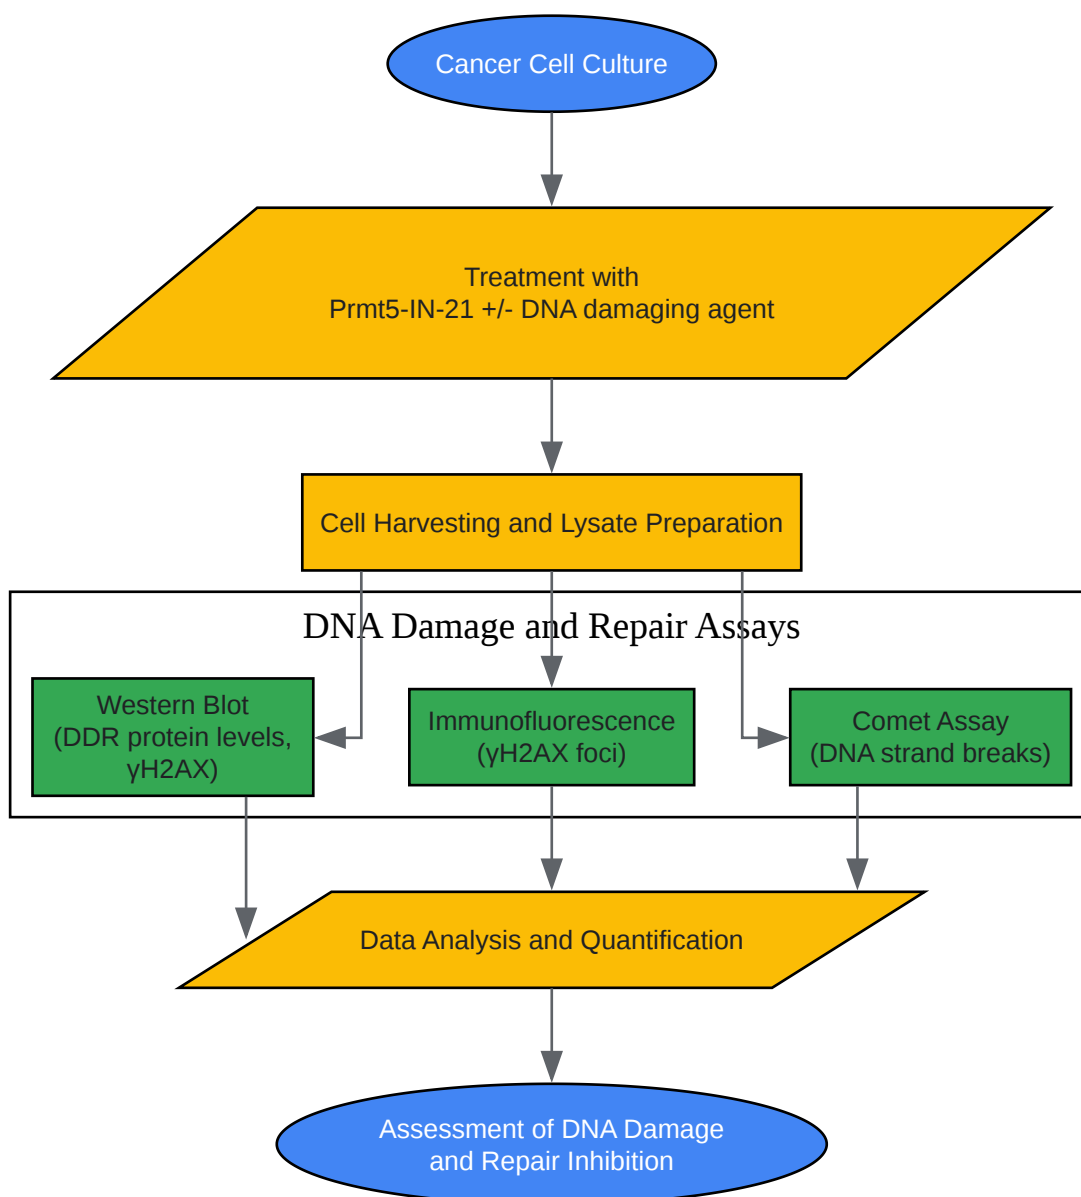 Cancer Cell Culture
Treatment with
Prmt5-IN-21 +/- DNA damaging agent
Cell Harvesting and Lysate Preparation
DNA Damage and Repair Assays
Western Blot
(DDR protein levels,
γH2AX)
Immunofluorescence
(γH2AX foci)
Comet Assay
(DNA strand breaks)
Data Analysis and Quantification
Assessment of DNA Damage
and Repair Inhibition